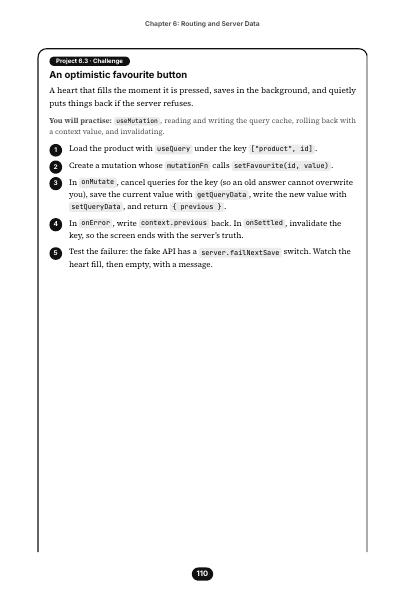 Chapter 6: Routing and Server Data
Project 6.3 · Challenge
An optimistic favourite button
A heart that fills the moment it is pressed, saves in the background, and quietly
puts things back if the server refuses.
You will practise: useMutation, reading and writing the query cache, rolling back with
a context value, and invalidating.
1 Load the product with useQuery under the key ["product", id].
2 Create a mutation whose mutationFn calls setFavourite(id, value).
3 In onMutate, cancel queries for the key (so an old answer cannot overwrite
you), save the current value with getQueryData, write the new value with
setQueryData, and return { previous }.
4 In onError, write context.previous back. In onSettled, invalidate the
key, so the screen ends with the server’s truth.
5 Test the failure: the fake API has a server.failNextSave switch. Watch the
heart fill, then empty, with a message.
110